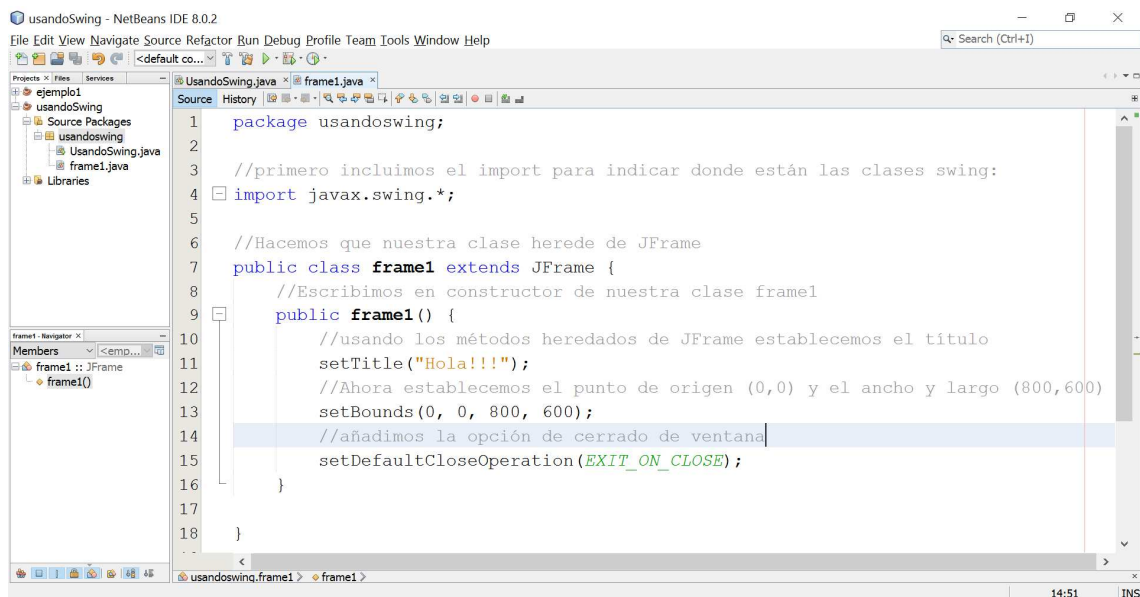 usandoSwing - NetBeans IDE 8.0.2
File Edit View Navigate Source Refactor Run Debug Profile Team Tools Window Help
Search (Ctrl+I)
<default co...
Projects Files Services
ejemplo1
usandoSwing
Source Packages
usandoswing
UsandoSwing.java
frame1.java
Libraries
UsandoSwing.java frame1.java
Source History
1 package usandoswing;
2
3 //primero incluimos el import para indicar donde están las clases swing:
4 import javax.swing.*;
5
6 //Hacemos que nuestra clase herede de JFrame
7 public class frame1 extends JFrame {
8 //Escribimos en constructor de nuestra clase frame1
9 public frame1() {
10 //usando los métodos heredados de JFrame establecemos el título
11 setTitle("Hola!!!");
12 //Ahora establecemos el punto de origen (0,0) y el ancho y largo (800,600)
13 setBounds(0, 0, 800, 600);
14 //añadimos la opción de cerrado de ventana
15 setDefaultCloseOperation(EXIT_ON_CLOSE);
16 }
17
18 }
frame1 - Navigator
Members <emp...
frame1 :: JFrame
frame1()
usandoswing.frame1 frame1
14:51 INS